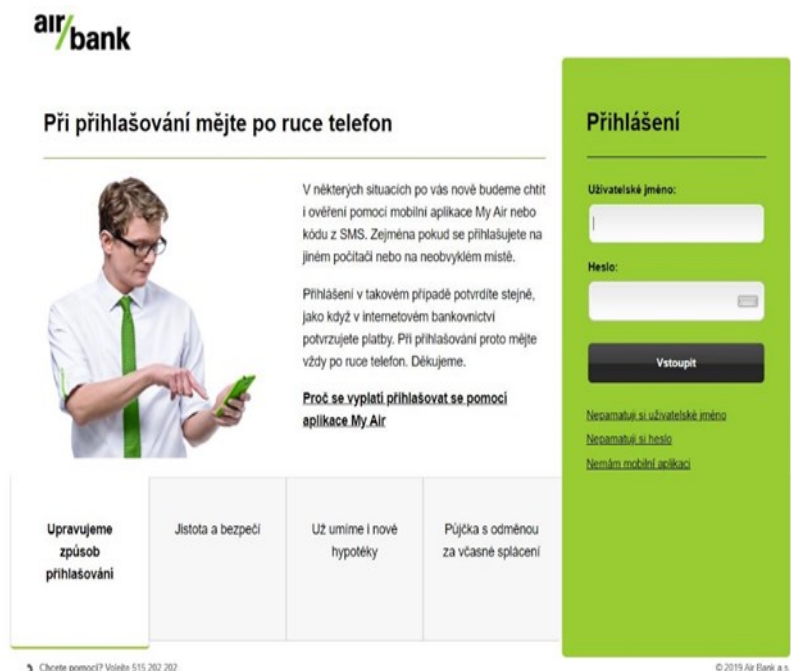 air/bank
Při přihlašování mějte po ruce telefon
V některých situacích po vás nově budeme chtít
i ověření pomocí mobilní aplikace My Air nebo
kódu z SMS. Zejména pokud se přihlašujete na
jiném počítači nebo na neobvyklém místě.
Přihlášení v takovém případě potvrdíte stejně,
jako když v internetovém bankovnictví
potvrzujete platby. Při přihlašování proto mějte
vždy po ruce telefon. Děkujeme.
Proč se vyplatí přihlašovat se pomocí
aplikace My Air
Přihlášení
Uživatelské jméno:
Heslo:
Vstoupit
Nepamatuji si uživatelské jméno
Nepamatuji si heslo
Nemám mobilní aplikaci
Upravujeme
způsob
přihlašování
Jistota a bezpečí
Už umíme i nové
hypotéky
Půjčka s odměnou
za včasné splácení
Chcete pomoci? Volejte 515 202 202
© 2019 Air Bank a.s.